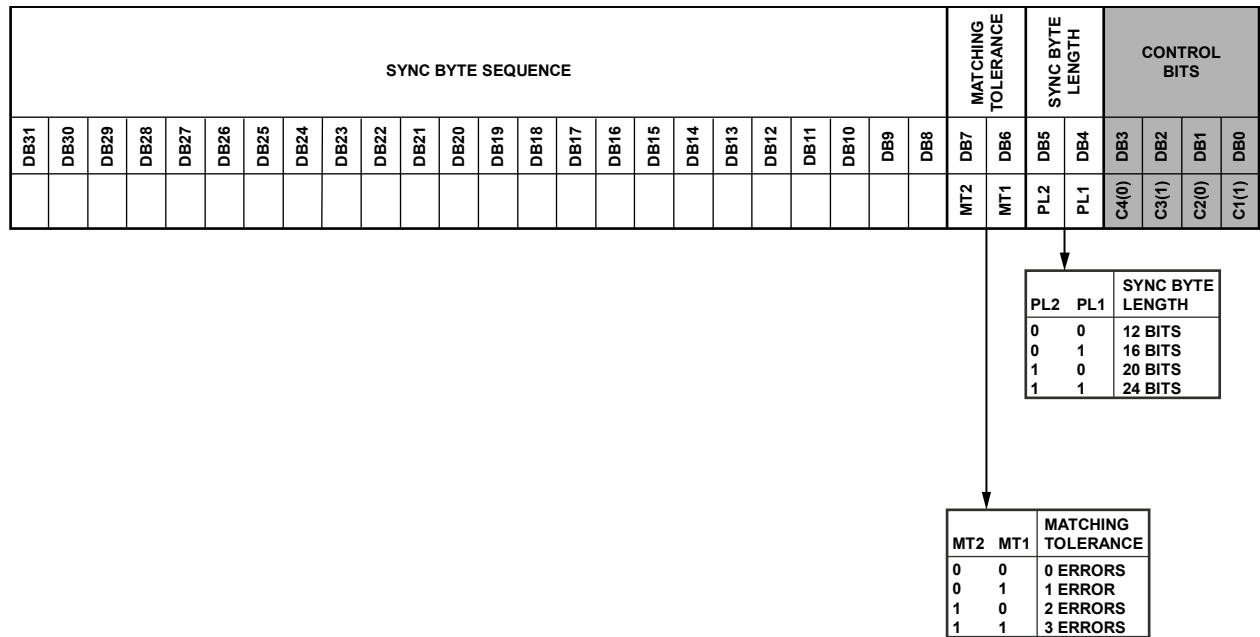 SYNC BYTE SEQUENCE
MATCHING
TOLERANCE
SYNC BYTE
LENGTH
CONTROL
BITS
DB31 DB30 DB29 DB28 DB27 DB26 DB25 DB24 DB23 DB22 DB21 DB20 DB19 DB18 DB17 DB16 DB15 DB14 DB13 DB12 DB11 DB10 DB9 DB8 DB7 DB6 DB5 DB4 DB3 DB2 DB1 DB0
MT2 MT1 PL2 PL1 C4(0) C3(1) C2(0) C1(1)
SYNC BYTE
PL2 PL1 LENGTH
0 0 12 BITS
0 1 16 BITS
1 0 20 BITS
1 1 24 BITS
MATCHING
MT2 MT1 TOLERANCE
0 0 0 ERRORS
0 1 1 ERROR
1 0 2 ERRORS
1 1 3 ERRORS